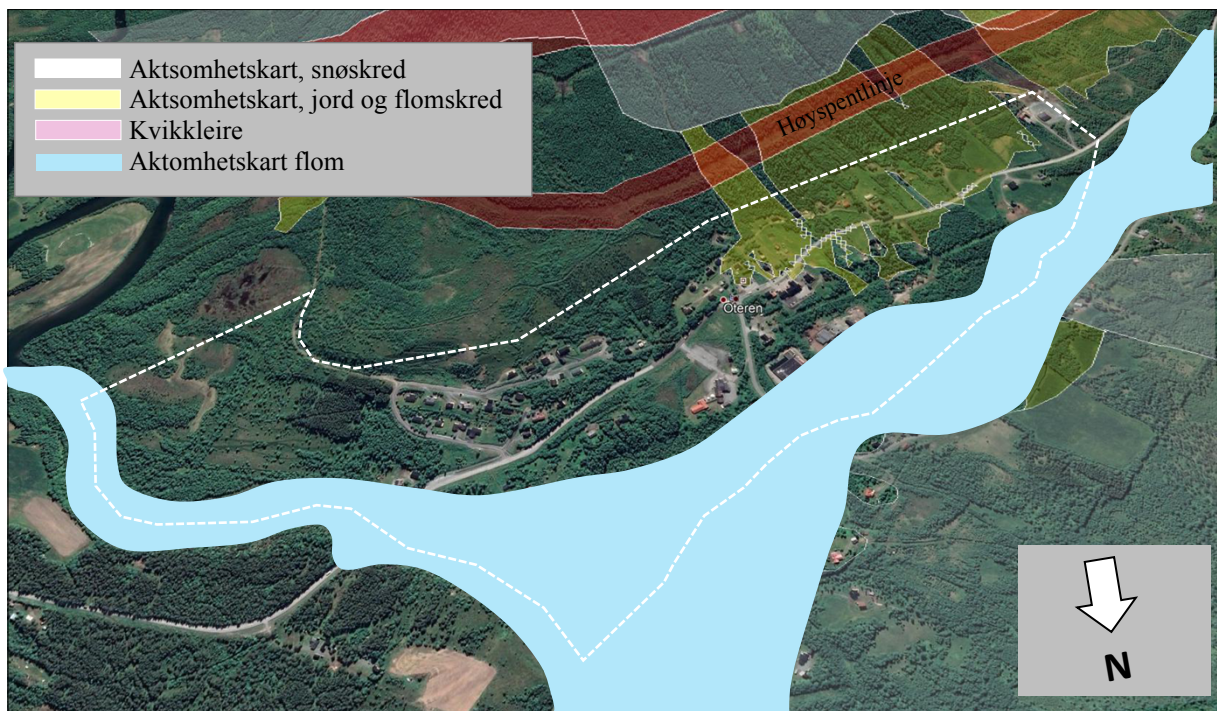 Aktsomhetskart, snøskred
Aktsomhetskart, jord og flomskred
Kvikkleire
Aktomhetskart flom
Høyspentlinje
Oteren
N